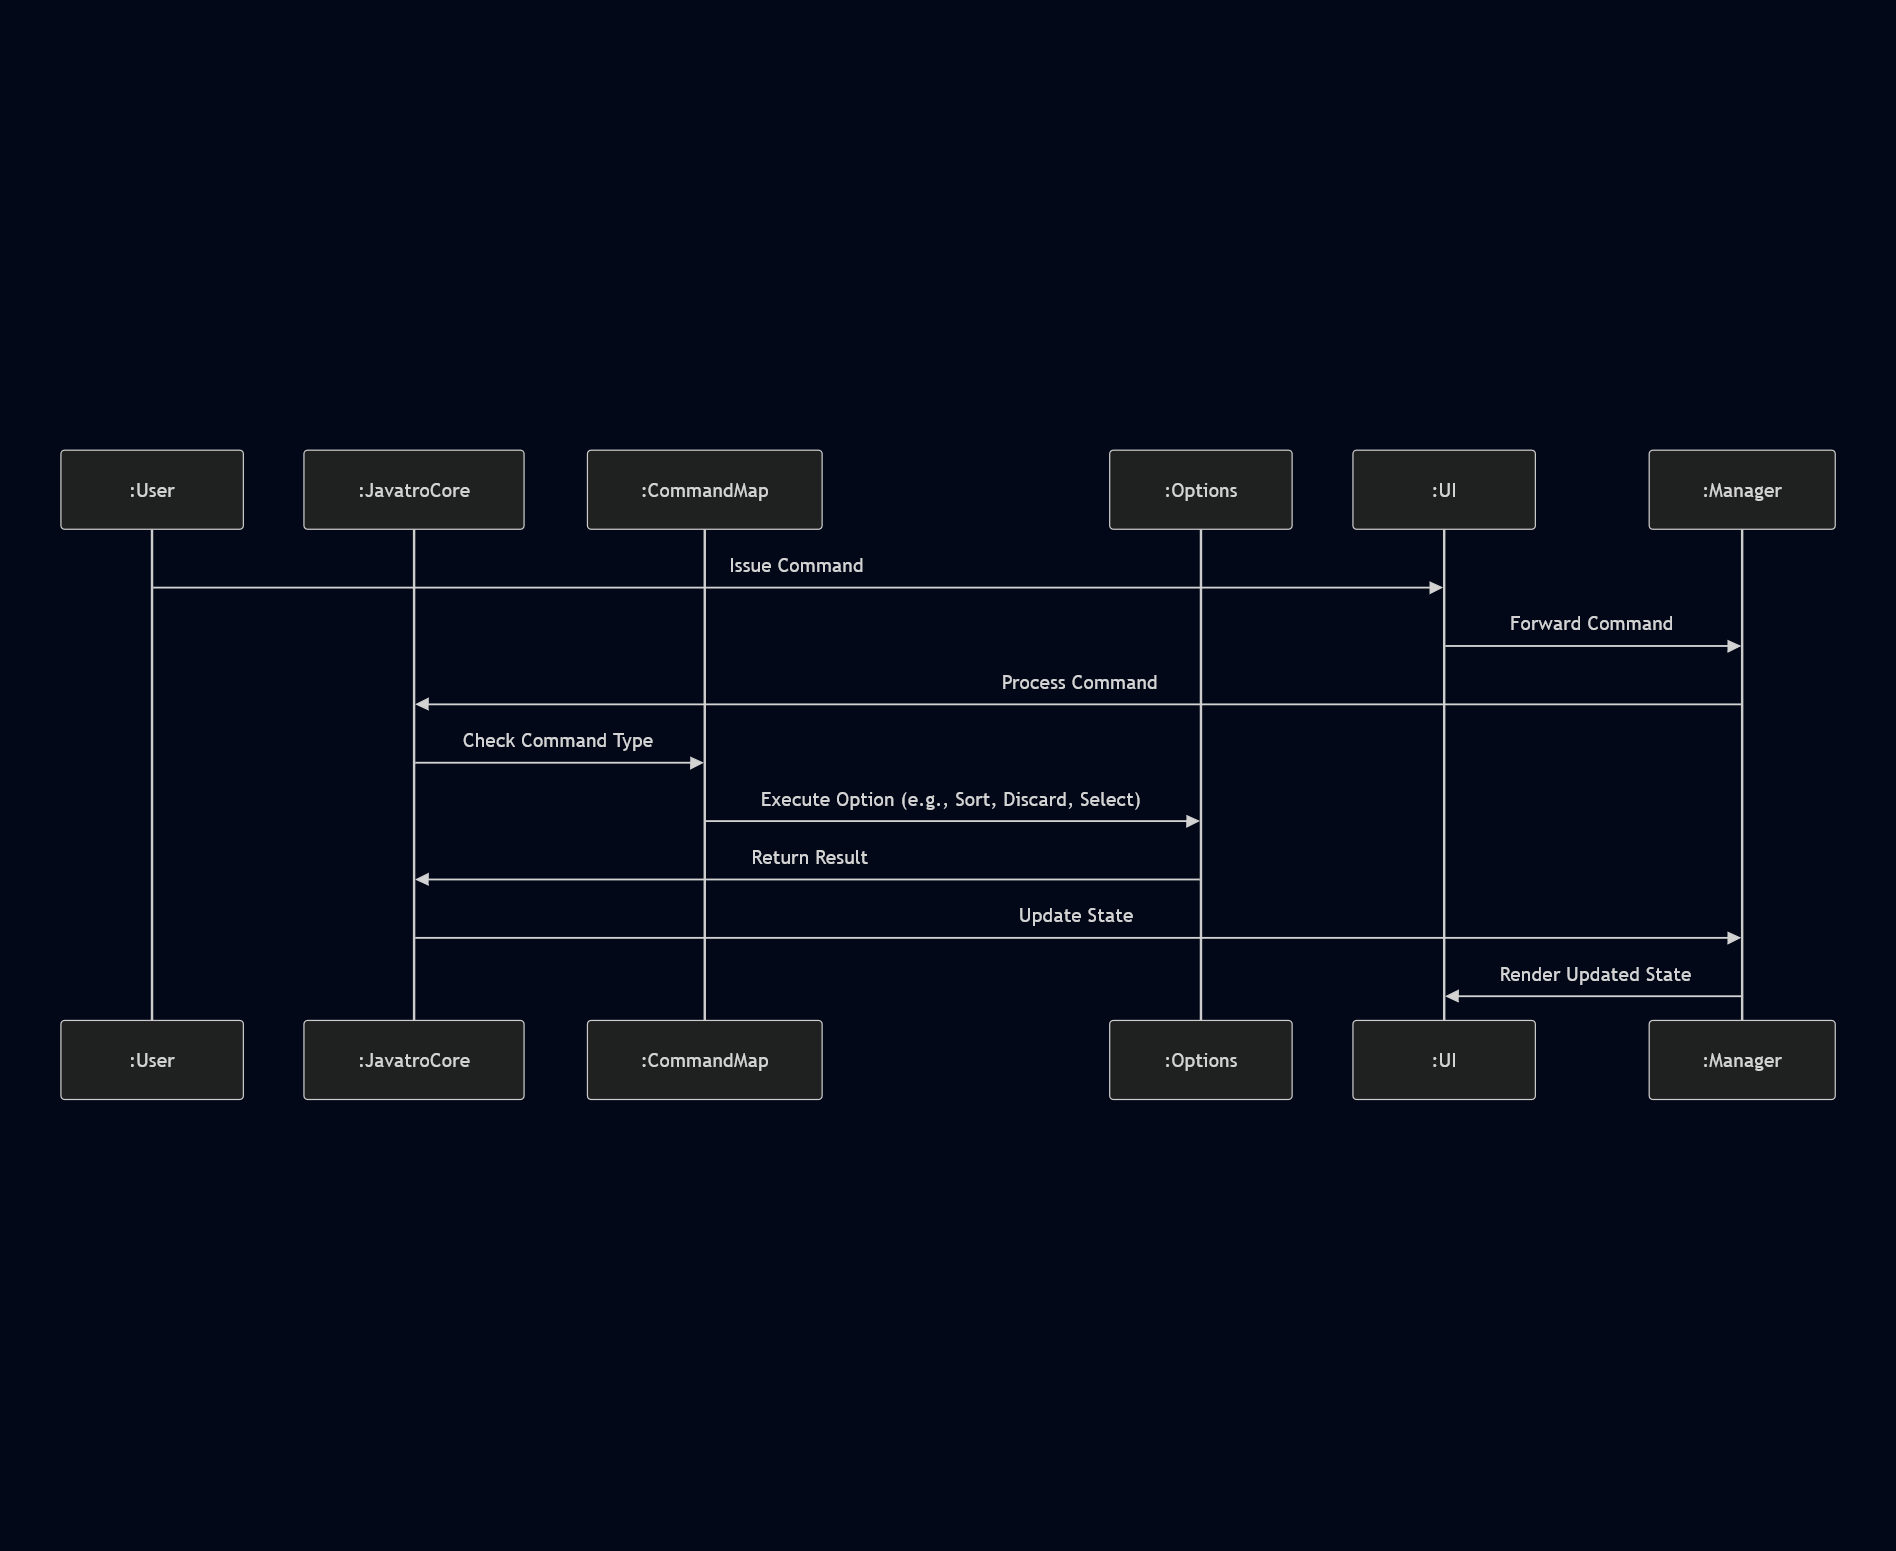 :User
:JavatroCore
:CommandMap
:Options
:UI
:Manager
Issue Command
Forward Command
Process Command
Check Command Type
Execute Option (e.g., Sort, Discard, Select)
Return Result
Update State
Render Updated State
:User
:JavatroCore
:CommandMap
:Options
:UI
:Manager